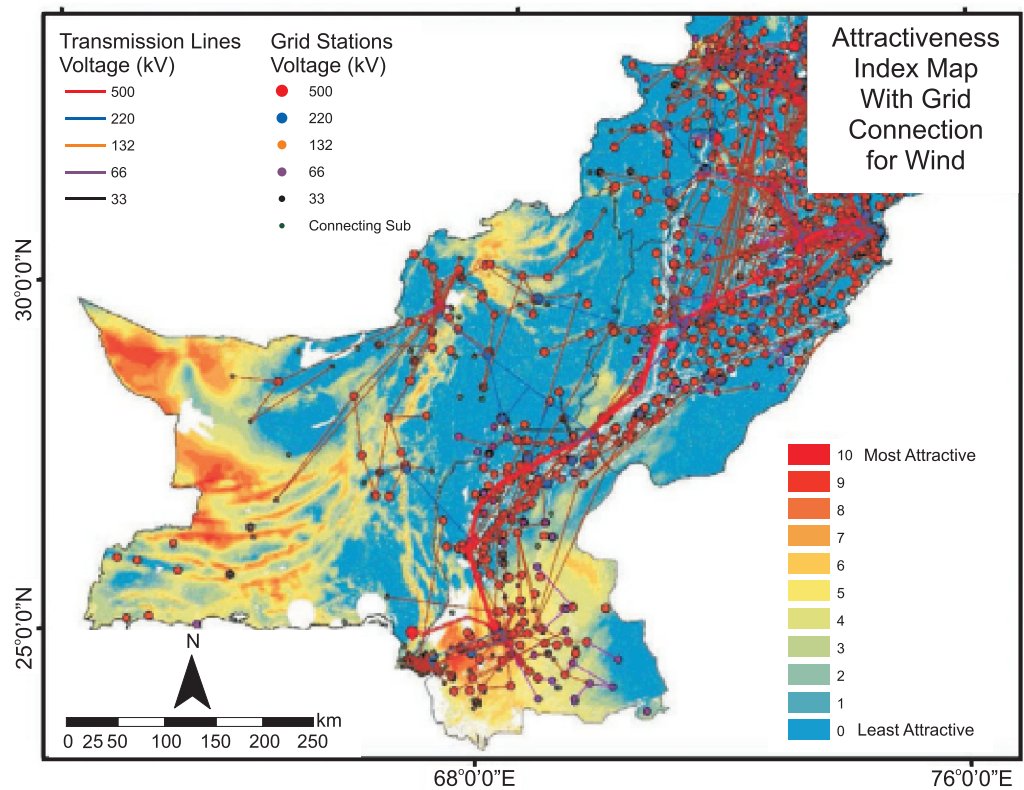 Transmission Lines
Voltage (kV)
500
220
132
66
33
Grid Stations
Voltage (kV)
500
220
132
66
33
Connecting Sub
Attractiveness
Index Map
With Grid
Connection
for Wind
30°0'0"N
25°0'0"N
10 Most Attractive
9
8
7
6
5
4
3
2
1
0 Least Attractive
N
km
0 25 50 100 150 200 250
68°0'0"E
76°0'0"E